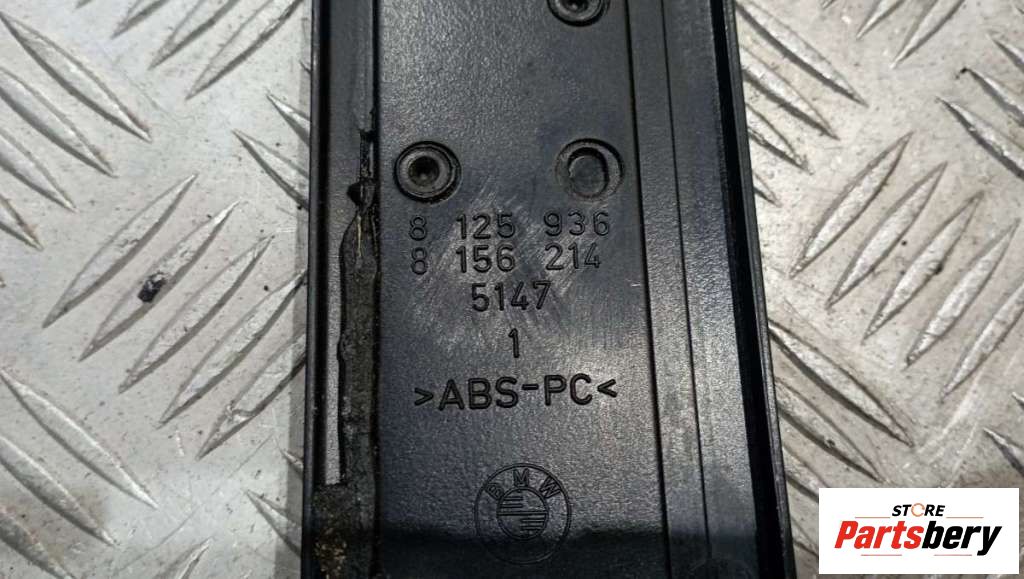 8 125 936
8 156 214
5147
1
>ABS-PC<
BMW
STORE
Partsbery